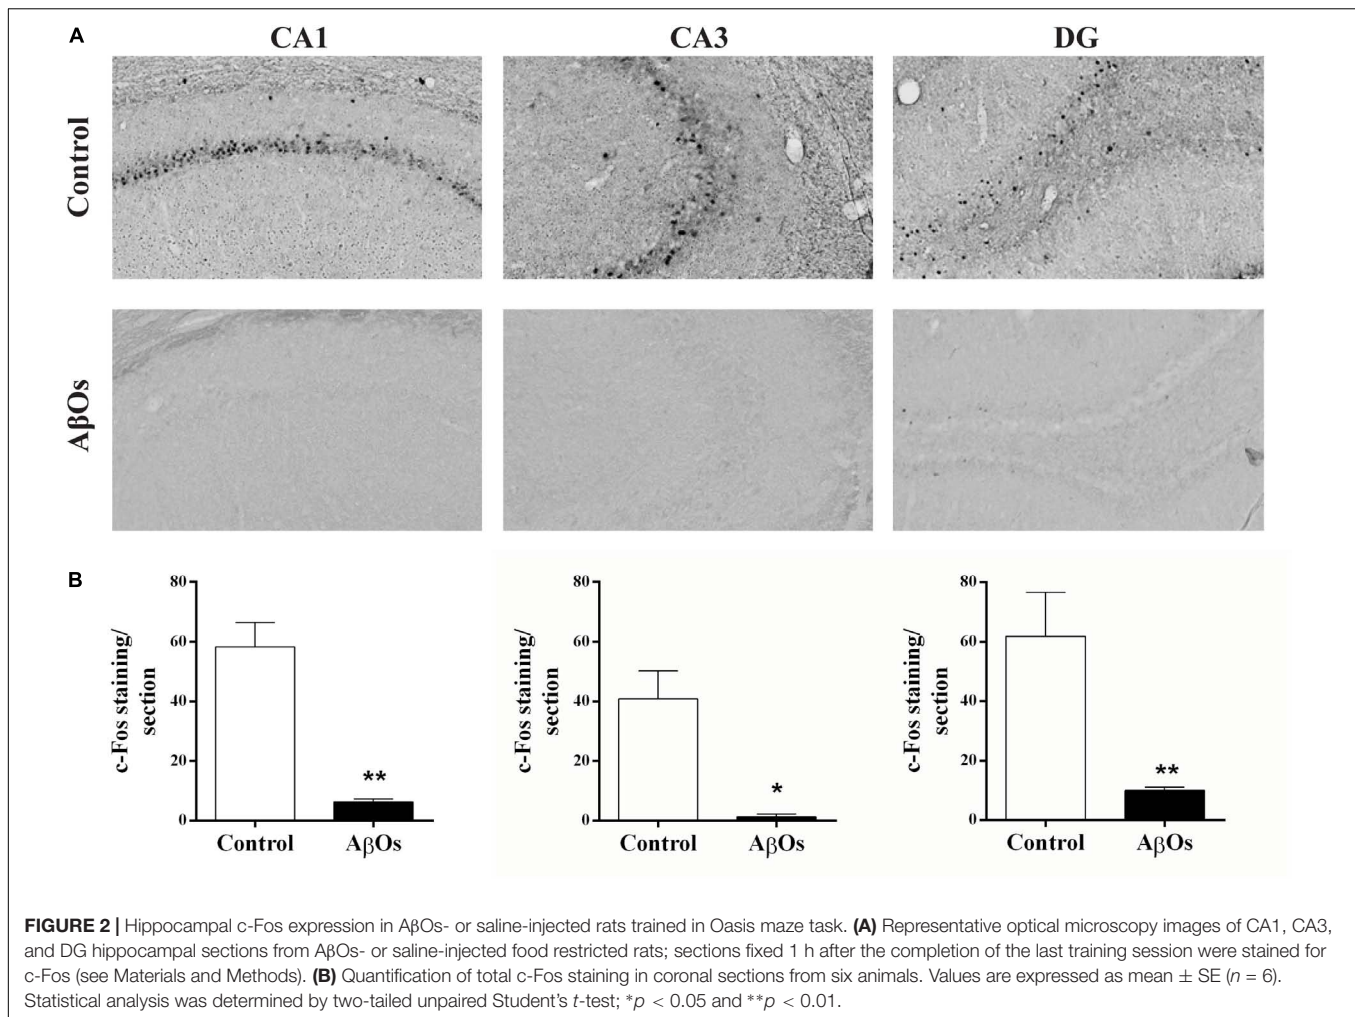 A
CA1
CA3
DG
Control
AβOs
B
c-Fos staining/
section
80
60
40
20
0
**
Control
AβOs
c-Fos staining/
section
80
60
40
20
0
*
Control
AβOs
c-Fos staining/
section
80
60
40
20
0
**
Control
AβOs
FIGURE 2 | Hippocampal c-Fos expression in AβOs- or saline-injected rats trained in Oasis maze task. (A) Representative optical microscopy images of CA1, CA3,
and DG hippocampal sections from AβOs- or saline-injected food restricted rats; sections fixed 1 h after the completion of the last training session were stained for
c-Fos (see Materials and Methods). (B) Quantification of total c-Fos staining in coronal sections from six animals. Values are expressed as mean ± SE (n = 6).
Statistical analysis was determined by two-tailed unpaired Student's t-test; *p < 0.05 and **p < 0.01.